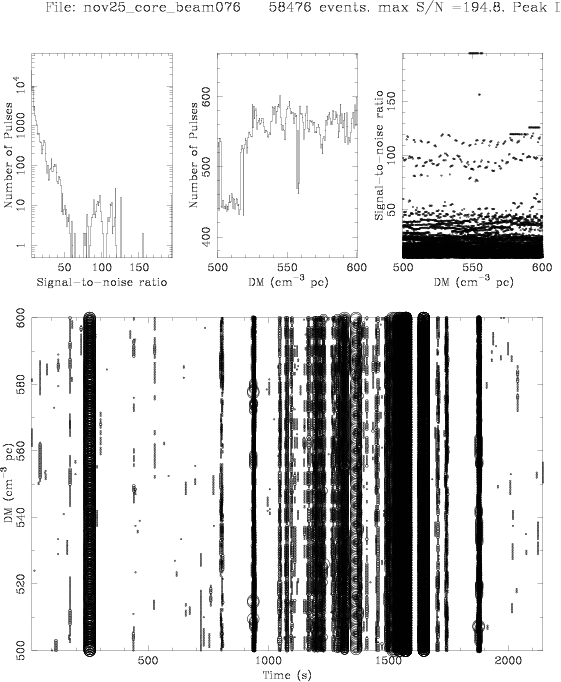 File: nov25_core_beam076 58476 events. max S/N =194.8. Peak
10⁴ 1000 100 10 1
Number of Pulses
50 100 150
Signal-to-noise ratio
600 500 400
Number of Pulses
500 550 600
DM (cm⁻³ pc)
150 100 50
Signal-to-noise ratio
500 550 600
DM (cm⁻³ pc)
600 580 560 540 520 500
DM (cm⁻³ pc)
500 1000 1500 2000
Time (s)